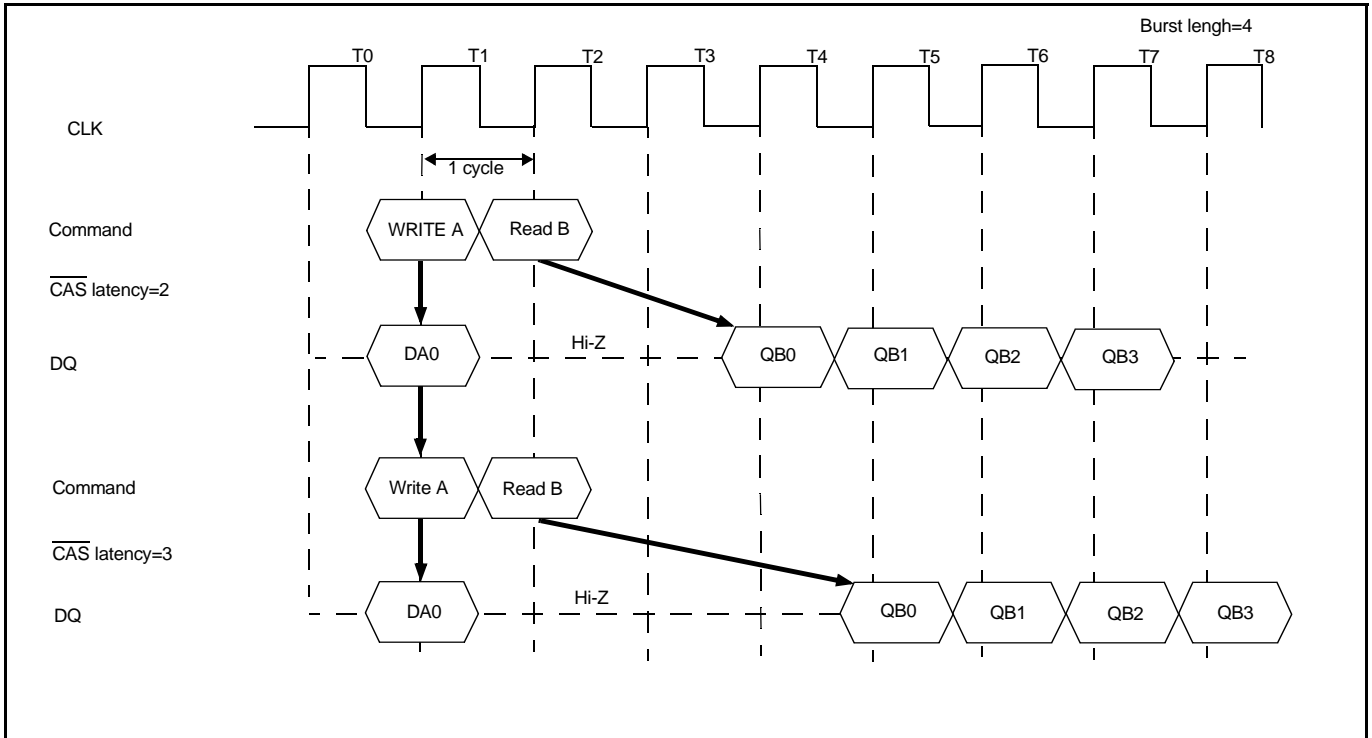 Burst lengh=4
T0 T1 T2 T3 T4 T5 T6 T7 T8
CLK
1 cycle
Command WRITE A Read B
CAS latency=2
DQ DA0 Hi-Z QB0 QB1 QB2 QB3
Command Write A Read B
CAS latency=3
DQ DA0 Hi-Z QB0 QB1 QB2 QB3